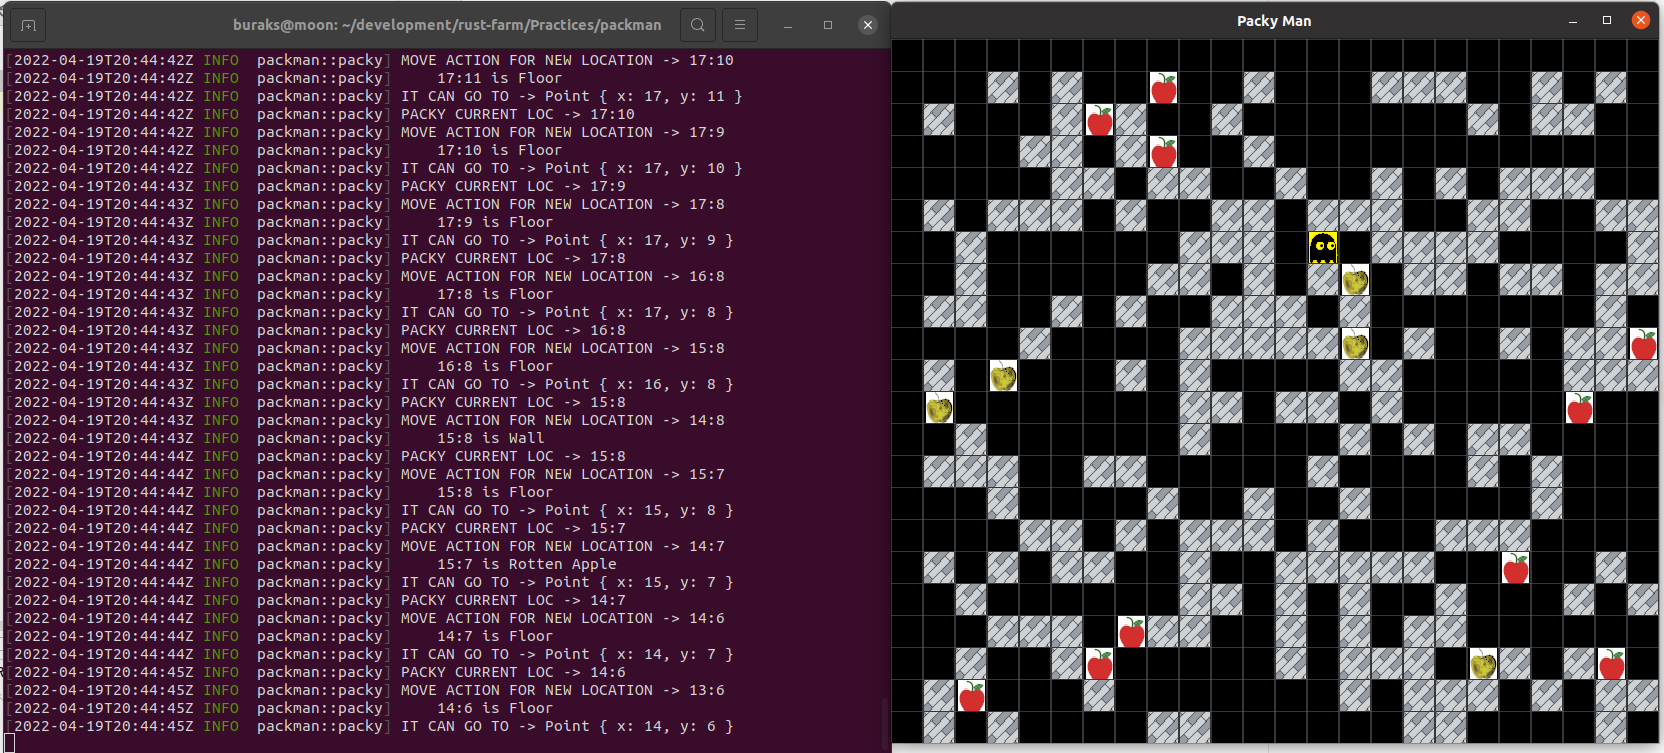 buraks@moon: ~/development/rust-farm/Practices/packman
Packy Man
[2022-04-19T20:44:42Z INFO  packman::packy] MOVE ACTION FOR NEW LOCATION -> 17:10
    17:11 is Floor
[2022-04-19T20:44:42Z INFO  packman::packy] IT CAN GO TO -> Point { x: 17, y: 11 }
[2022-04-19T20:44:42Z INFO  packman::packy] PACKY CURRENT LOC -> 17:10
[2022-04-19T20:44:42Z INFO  packman::packy] MOVE ACTION FOR NEW LOCATION -> 17:9
[2022-04-19T20:44:42Z INFO  packman::packy]     17:10 is Floor
[2022-04-19T20:44:42Z INFO  packman::packy] IT CAN GO TO -> Point { x: 17, y: 10 }
[2022-04-19T20:44:43Z INFO  packman::packy] PACKY CURRENT LOC -> 17:9
[2022-04-19T20:44:43Z INFO  packman::packy] MOVE ACTION FOR NEW LOCATION -> 17:8
[2022-04-19T20:44:43Z INFO  packman::packy]     17:9 is Floor
[2022-04-19T20:44:43Z INFO  packman::packy] IT CAN GO TO -> Point { x: 17, y: 9 }
[2022-04-19T20:44:43Z INFO  packman::packy] PACKY CURRENT LOC -> 17:8
[2022-04-19T20:44:43Z INFO  packman::packy] MOVE ACTION FOR NEW LOCATION -> 16:8
[2022-04-19T20:44:43Z INFO  packman::packy]     17:8 is Floor
[2022-04-19T20:44:43Z INFO  packman::packy] IT CAN GO TO -> Point { x: 17, y: 8 }
[2022-04-19T20:44:43Z INFO  packman::packy] PACKY CURRENT LOC -> 16:8
[2022-04-19T20:44:43Z INFO  packman::packy] MOVE ACTION FOR NEW LOCATION -> 15:8
[2022-04-19T20:44:43Z INFO  packman::packy]     16:8 is Floor
[2022-04-19T20:44:43Z INFO  packman::packy] IT CAN GO TO -> Point { x: 16, y: 8 }
[2022-04-19T20:44:43Z INFO  packman::packy] PACKY CURRENT LOC -> 15:8
[2022-04-19T20:44:43Z INFO  packman::packy] MOVE ACTION FOR NEW LOCATION -> 14:8
[2022-04-19T20:44:43Z INFO  packman::packy]     15:8 is Wall
[2022-04-19T20:44:44Z INFO  packman::packy] PACKY CURRENT LOC -> 15:8
[2022-04-19T20:44:44Z INFO  packman::packy] MOVE ACTION FOR NEW LOCATION -> 15:7
[2022-04-19T20:44:44Z INFO  packman::packy]     15:8 is Floor
[2022-04-19T20:44:44Z INFO  packman::packy] IT CAN GO TO -> Point { x: 15, y: 8 }
[2022-04-19T20:44:44Z INFO  packman::packy] PACKY CURRENT LOC -> 15:7
[2022-04-19T20:44:44Z INFO  packman::packy] MOVE ACTION FOR NEW LOCATION -> 14:7
[2022-04-19T20:44:44Z INFO  packman::packy]     15:7 is Rotten Apple
[2022-04-19T20:44:44Z INFO  packman::packy] IT CAN GO TO -> Point { x: 15, y: 7 }
[2022-04-19T20:44:44Z INFO  packman::packy] PACKY CURRENT LOC -> 14:7
[2022-04-19T20:44:44Z INFO  packman::packy] MOVE ACTION FOR NEW LOCATION -> 14:6
[2022-04-19T20:44:44Z INFO  packman::packy]     14:7 is Floor
[2022-04-19T20:44:44Z INFO  packman::packy] IT CAN GO TO -> Point { x: 14, y: 7 }
[2022-04-19T20:44:45Z INFO  packman::packy] PACKY CURRENT LOC -> 14:6
[2022-04-19T20:44:45Z INFO  packman::packy] MOVE ACTION FOR NEW LOCATION -> 13:6
[2022-04-19T20:44:45Z INFO  packman::packy]     14:6 is Floor
[2022-04-19T20:44:45Z INFO  packman::packy] IT CAN GO TO -> Point { x: 14, y: 6 }